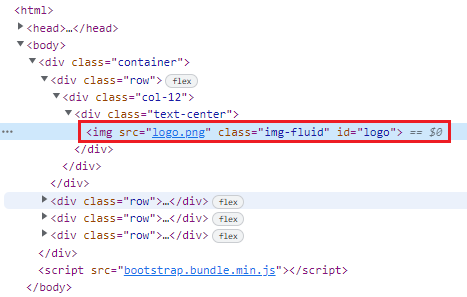 <html>
<head>…</head>
<body>
<div class="container">
<div class="row"> flex
<div class="col-12">
<div class="text-center">
… <img src="logo.png" class="img-fluid" id="logo"> == $0
</div>
</div>
</div>
<div class="row">…</div> flex
<div class="row">…</div> flex
<div class="row">…</div> flex
</div>
<script src="bootstrap.bundle.min.js"></script>
</body>